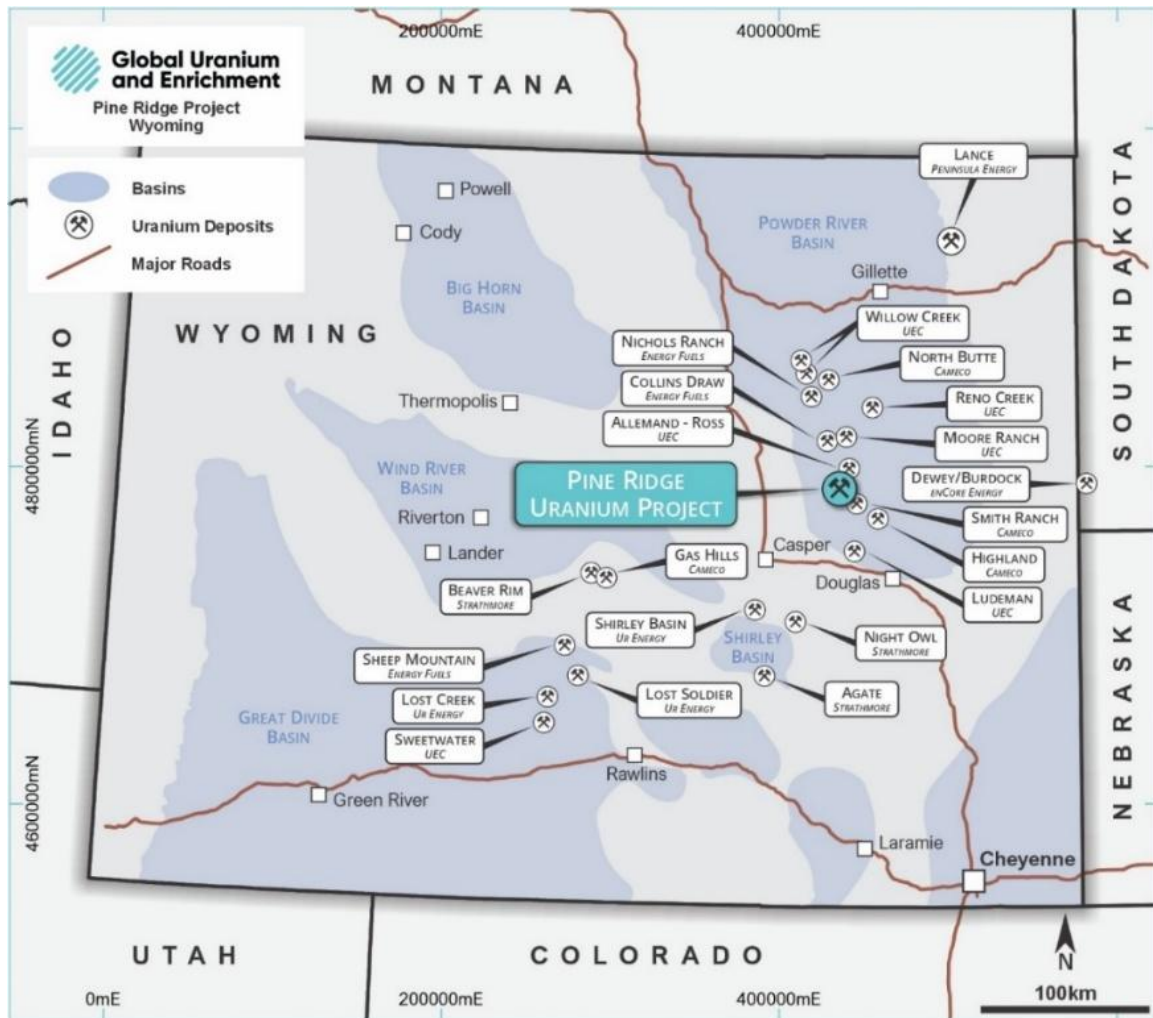 200000mE
400000mE
Global Uranium
and Enrichment
Pine Ridge Project
Wyoming
Basins
Uranium Deposits
Major Roads
MONTANA
SOUTH DAKOTA
IDAHO
WYOMING
NEBRASKA
UTAH
COLORADO
4800000mN
4600000mN
LANCE
PENINSULA ENERGY
Powell
Cody
BIG HORN
BASIN
POWDER RIVER
BASIN
Gillette
WILLOW CREEK
UEC
NICHOLS RANCH
ENERGY FUELS
NORTH BUTTE
CAMECO
COLLINS DRAW
ENERGY FUELS
RENO CREEK
UEC
Thermopolis
ALLEMAND - ROSS
UEC
MOORE RANCH
UEC
WIND RIVER
BASIN
PINE RIDGE
URANIUM PROJECT
DEWEY/BURDOCK
ENCORE ENERGY
Riverton
SMITH RANCH
CAMECO
Lander
GAS HILLS
CAMECO
Casper
HIGHLAND
CAMECO
BEAVER RIM
STRATHMORE
Douglas
LUDEMAN
UEC
SHIRLEY BASIN
UR ENERGY
SHIRLEY
BASIN
NIGHT OWL
STRATHMORE
SHEEP MOUNTAIN
ENERGY FUELS
LOST CREEK
UR ENERGY
LOST SOLDIER
UR ENERGY
AGATE
STRATHMORE
GREAT DIVIDE
BASIN
SWEETWATER
UEC
Rawlins
Green River
Laramie
Cheyenne
N
100km
0mE
200000mE
400000mE